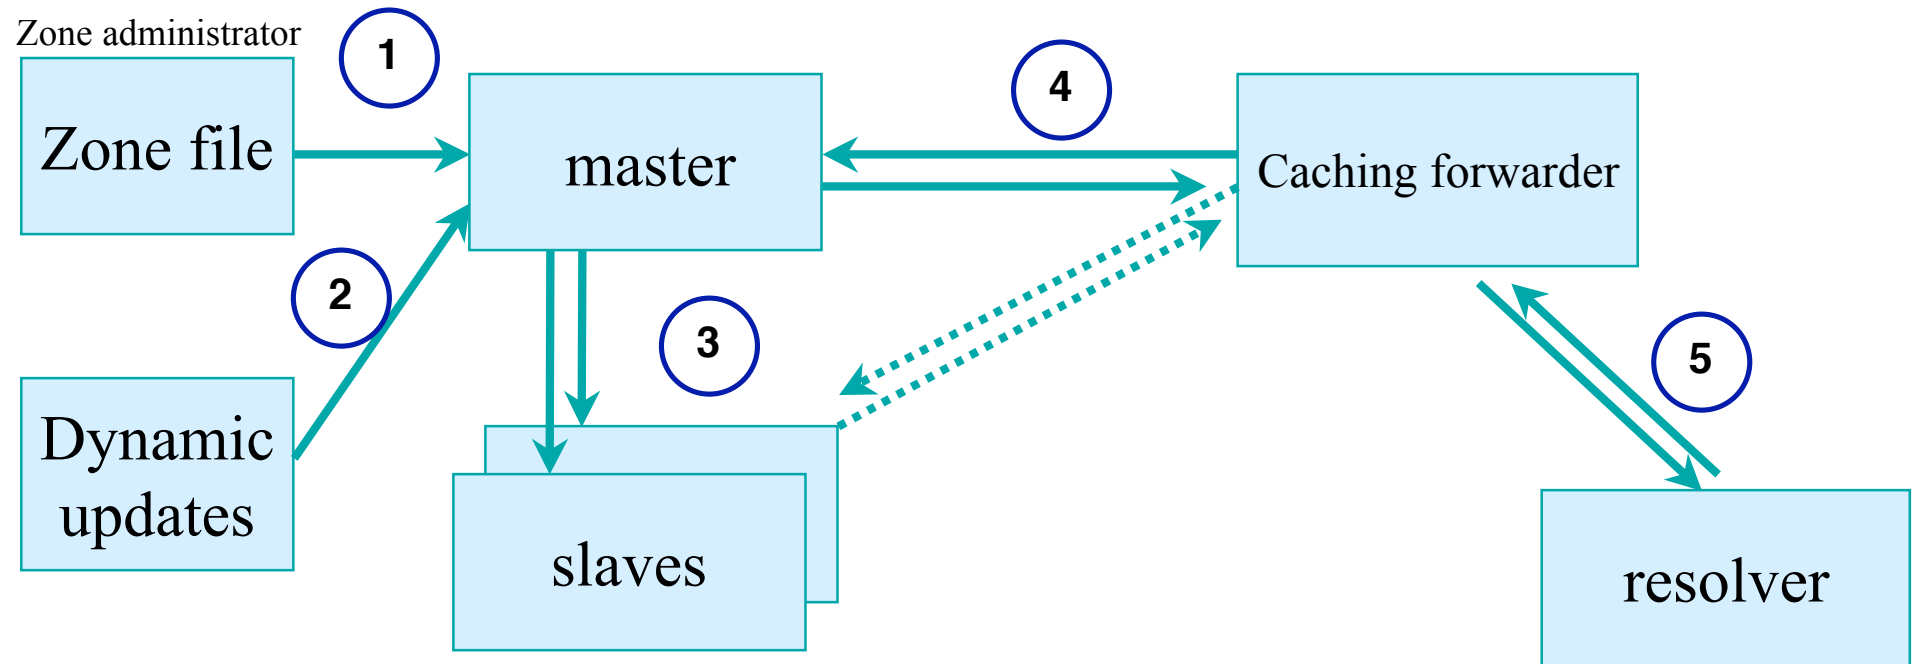 Zone administrator
1
4
Zone file
master
Caching forwarder
2
3
5
Dynamic
updates
slaves
resolver